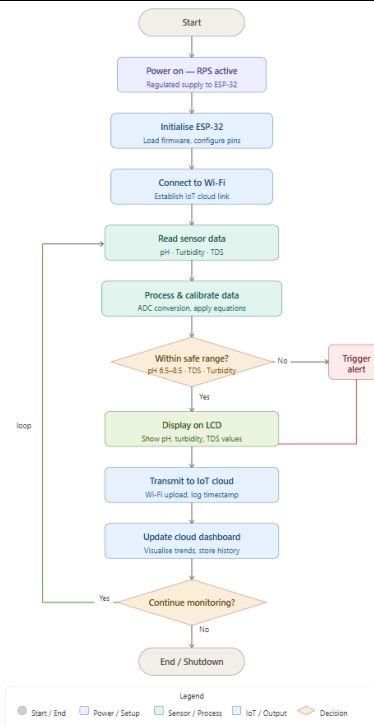 Start
Power on — RPS active
Regulated supply to ESP-32
Initialise ESP-32
Load firmware, configure pins
Connect to Wi-Fi
Establish IoT cloud link
Read sensor data
pH · Turbidity · TDS
Process & calibrate data
ADC conversion, apply equations
Within safe range?
pH 6.5–8.5 · TDS · Turbidity
No
Trigger
alert
Yes
loop
Display on LCD
Show pH, turbidity, TDS values
Transmit to IoT cloud
Wi-Fi upload, log timestamp
Update cloud dashboard
Visualise trends, store history
Yes
Continue monitoring?
No
End / Shutdown
Legend
Start / End
Power / Setup
Sensor / Process
IoT / Output
Decision